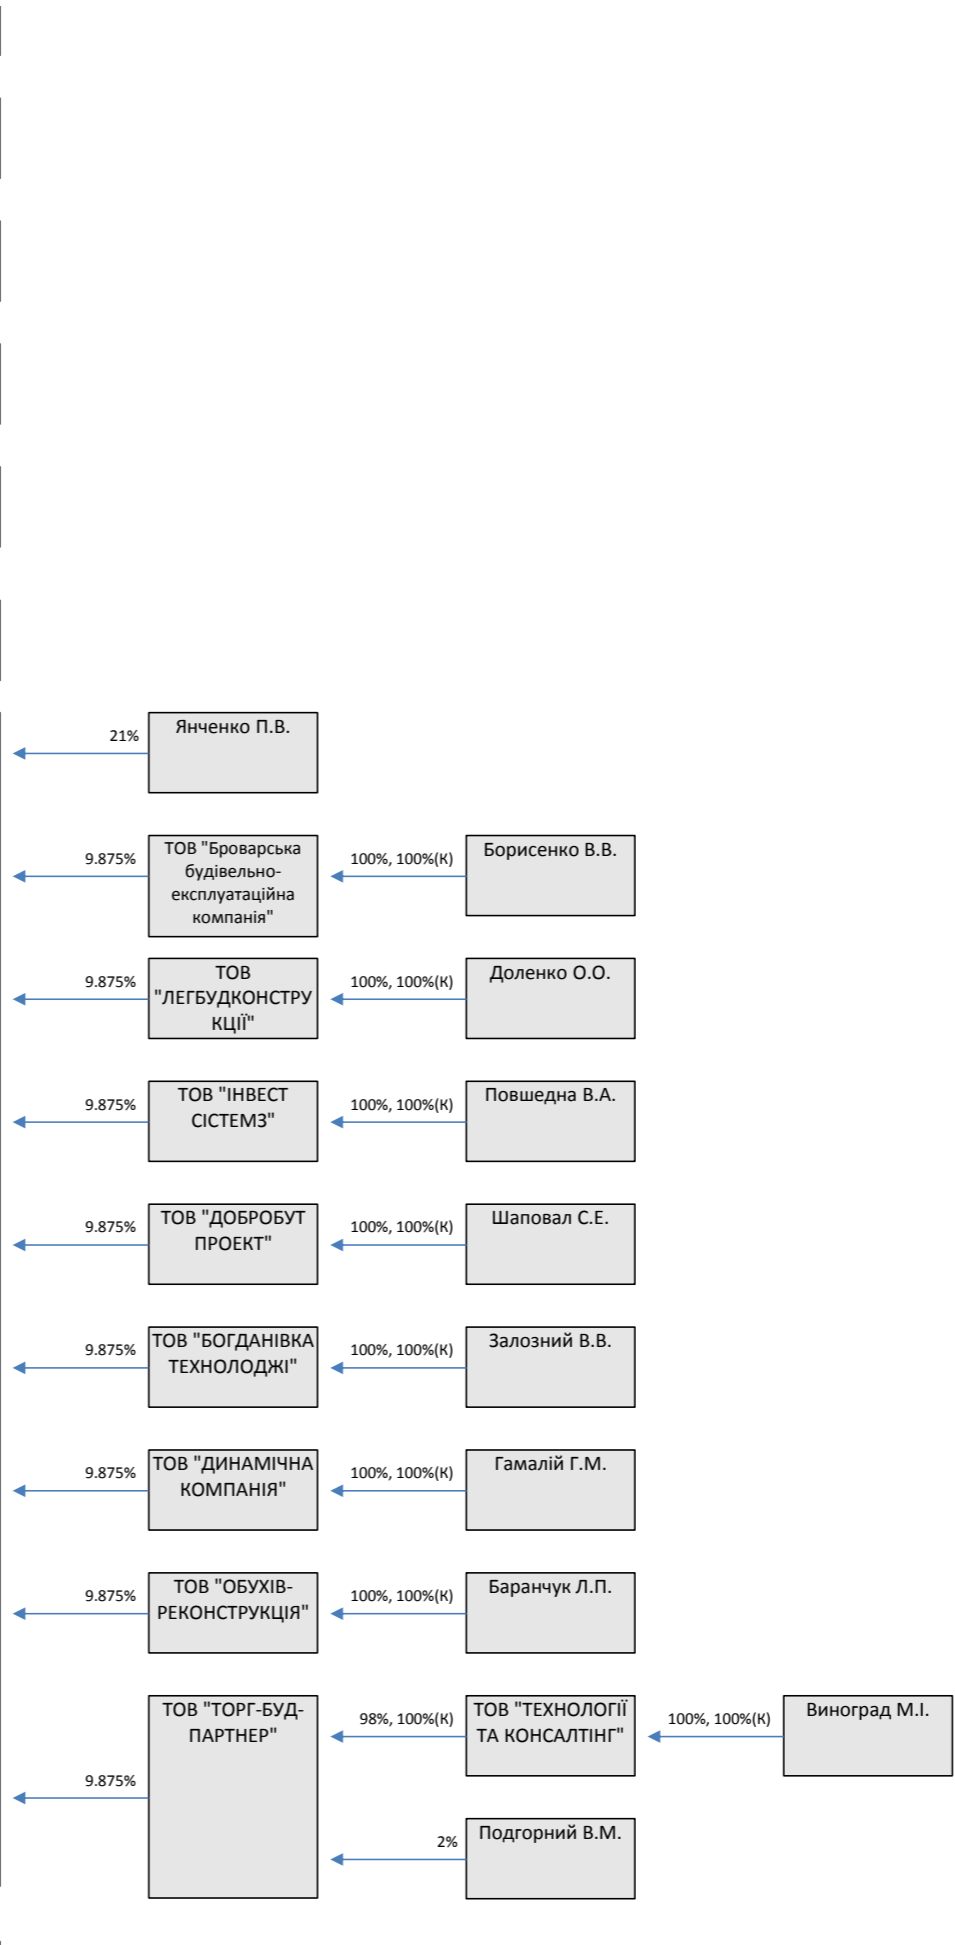 Янченко П.В.
21%
ТОВ "Броварська
будівельно-
експлуатаційна
компанія"
9.875%
100%, 100%(К)
Борисенко В.В.
ТОВ
"ЛЕГБУДКОНСТРУ
КЦІЇ"
9.875%
100%, 100%(К)
Доленко О.О.
ТОВ "ІНВЕСТ
СІСТЕМЗ"
9.875%
100%, 100%(К)
Повшедна В.А.
ТОВ "ДОБРОБУТ
ПРОЕКТ"
9.875%
100%, 100%(К)
Шаповал С.Е.
ТОВ "БОГДАНІВКА
ТЕХНОЛОДЖІ"
9.875%
100%, 100%(К)
Залозний В.В.
ТОВ "ДИНАМІЧНА
КОМПАНІЯ"
9.875%
100%, 100%(К)
Гамалій Г.М.
ТОВ "ОБУХІВ-
РЕКОНСТРУКЦІЯ"
9.875%
100%, 100%(К)
Баранчук Л.П.
ТОВ "ТОРГ-БУД-
ПАРТНЕР"
9.875%
98%, 100%(К)
ТОВ "ТЕХНОЛОГІЇ
ТА КОНСАЛТІНГ"
100%, 100%(К)
Виноград М.І.
2%
Подгорний В.М.